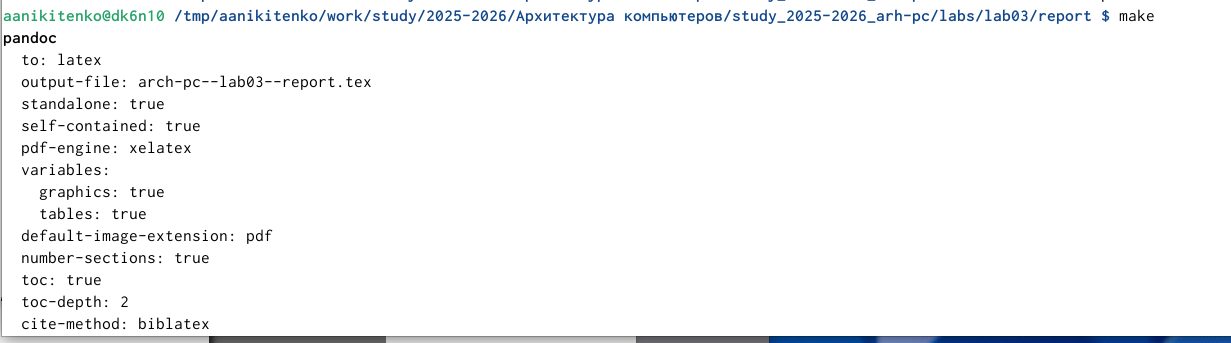 aanikitenko@dk6n10 /tmp/aanikitenko/work/study/2025-2026/Архитектура компьютеров/study_2025-2026_arh-pc/labs/lab03/report $ make
pandoc
  to: latex
  output-file: arch-pc--lab03--report.tex
  standalone: true
  self-contained: true
  pdf-engine: xelatex
  variables:
    graphics: true
    tables: true
  default-image-extension: pdf
  number-sections: true
  toc: true
  toc-depth: 2
  cite-method: biblatex